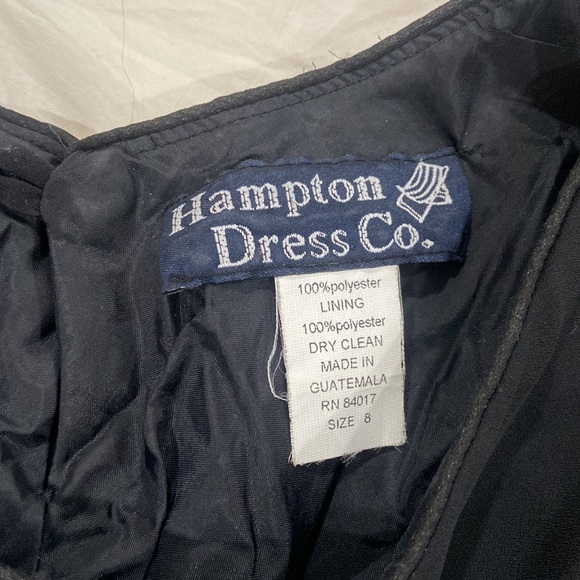 Hampton
Dress Co.
100%polyester
LINING
100%polyester
DRY CLEAN
MADE IN
GUATEMALA
RN 84017
SIZE 8